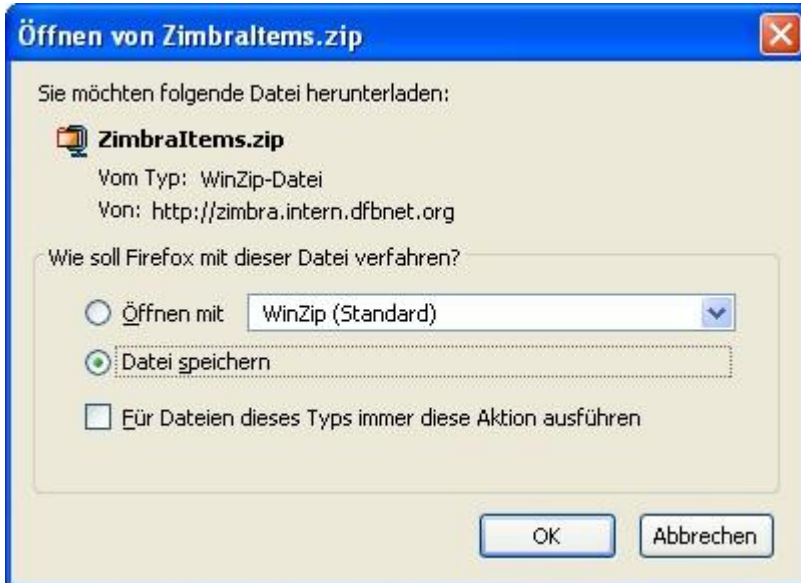 Öffnen von ZimbraItems.zip
Sie möchten folgende Datei herunterladen:
ZimbraItems.zip
Vom Typ: WinZip-Datei
Von: http://zimbra.intern.dfbnet.org
Wie soll Firefox mit dieser Datei verfahren?
Öffnen mit WinZip (Standard)
Datei speichern
Für Dateien dieses Typs immer diese Aktion ausführen
OK Abbrechen